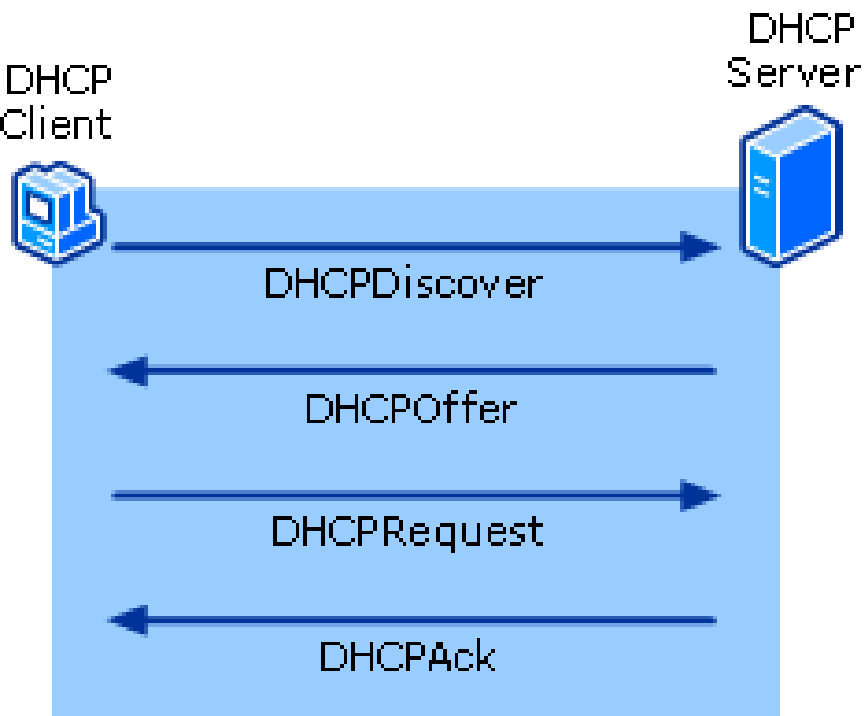 DHCP
Server
DHCP
Client
DHCPDiscover
DHCPOffer
DHCPRequest
DHCPAck